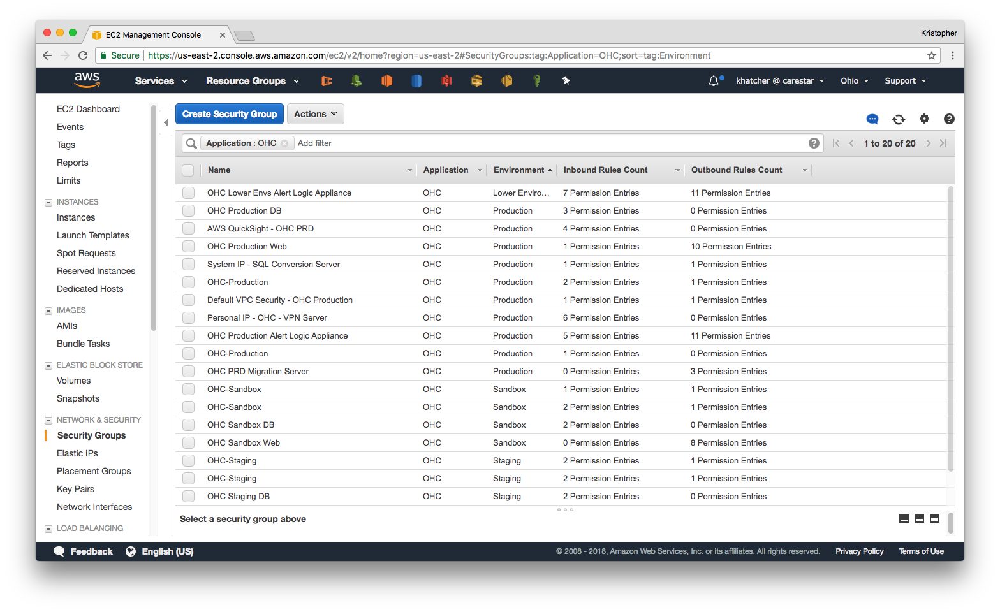 EC2 Management Console
Kristopher
Secure https://us-east-2.console.aws.amazon.com/ec2/v2/home?region=us-east-2#SecurityGroups:tag:Application=OHC;sort=tag:Environment
aws Services Resource Groups khatcher @ carestar Ohio Support
EC2 Dashboard
Events
Tags
Reports
Limits
INSTANCES
Instances
Launch Templates
Spot Requests
Reserved Instances
Dedicated Hosts
IMAGES
AMIs
Bundle Tasks
ELASTIC BLOCK STORE
Volumes
Snapshots
NETWORK & SECURITY
Security Groups
Elastic IPs
Placement Groups
Key Pairs
Network Interfaces
LOAD BALANCING
Create Security Group Actions
Application : OHC Add filter 1 to 20 of 20
Name Application Environment Inbound Rules Count Outbound Rules Count
OHC Lower Envs Alert Logic Appliance OHC Lower Enviro... 7 Permission Entries 11 Permission Entries
OHC Production DB OHC Production 3 Permission Entries 0 Permission Entries
AWS QuickSight - OHC PRD OHC Production 4 Permission Entries 0 Permission Entries
OHC Production Web OHC Production 1 Permission Entries 10 Permission Entries
System IP - SQL Conversion Server OHC Production 1 Permission Entries 1 Permission Entries
OHC-Production OHC Production 2 Permission Entries 1 Permission Entries
Default VPC Security - OHC Production OHC Production 1 Permission Entries 1 Permission Entries
Personal IP - OHC - VPN Server OHC Production 6 Permission Entries 0 Permission Entries
OHC Production Alert Logic Appliance OHC Production 5 Permission Entries 11 Permission Entries
OHC-Production OHC Production 1 Permission Entries 0 Permission Entries
OHC PRD Migration Server OHC Production 0 Permission Entries 3 Permission Entries
OHC-Sandbox OHC Sandbox 1 Permission Entries 1 Permission Entries
OHC-Sandbox OHC Sandbox 2 Permission Entries 1 Permission Entries
OHC Sandbox DB OHC Sandbox 2 Permission Entries 0 Permission Entries
OHC Sandbox Web OHC Sandbox 0 Permission Entries 8 Permission Entries
OHC-Staging OHC Staging 2 Permission Entries 1 Permission Entries
OHC-Staging OHC Staging 2 Permission Entries 1 Permission Entries
OHC Staging DB OHC Staging 2 Permission Entries 0 Permission Entries
Select a security group above
Feedback English (US) © 2008 - 2018, Amazon Web Services, Inc. or its affiliates. All rights reserved. Privacy Policy Terms of Use